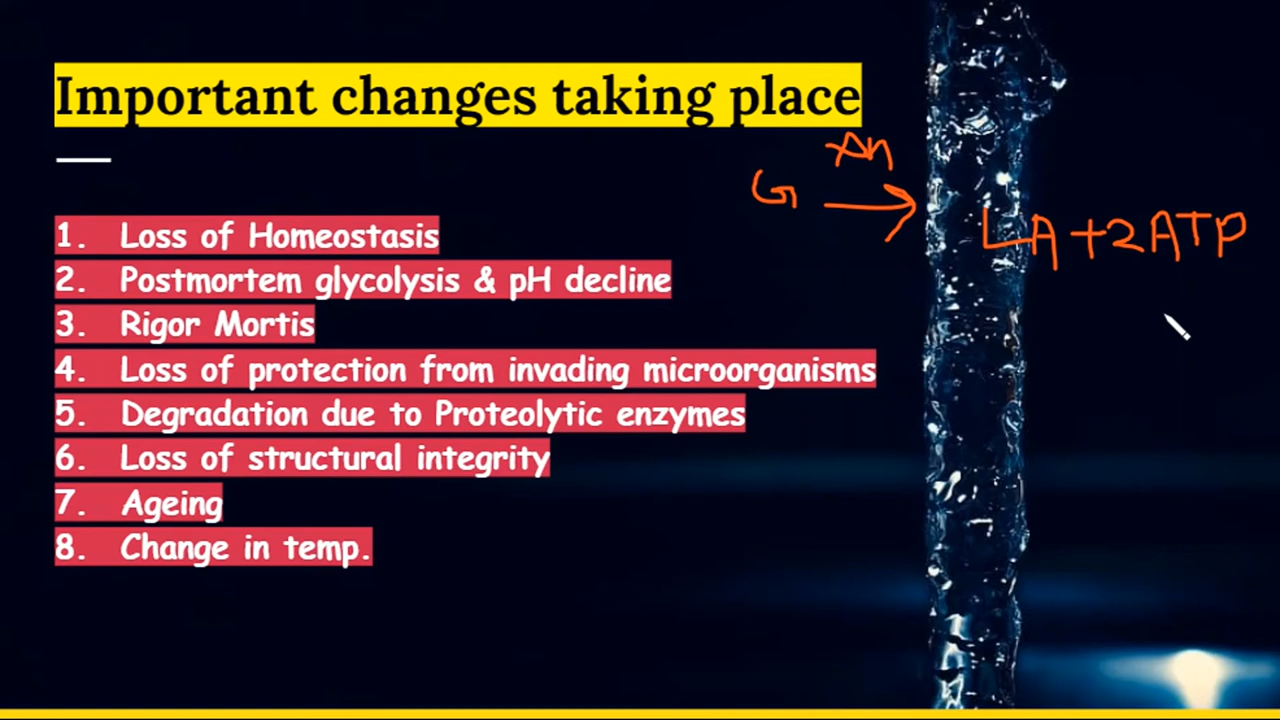 Important changes taking place
An
G → LA +2ATP
1. Loss of Homeostasis
2. Postmortem glycolysis & pH decline
3. Rigor Mortis
4. Loss of protection from invading microorganisms
5. Degradation due to Proteolytic enzymes
6. Loss of structural integrity
7. Ageing
8. Change in temp.